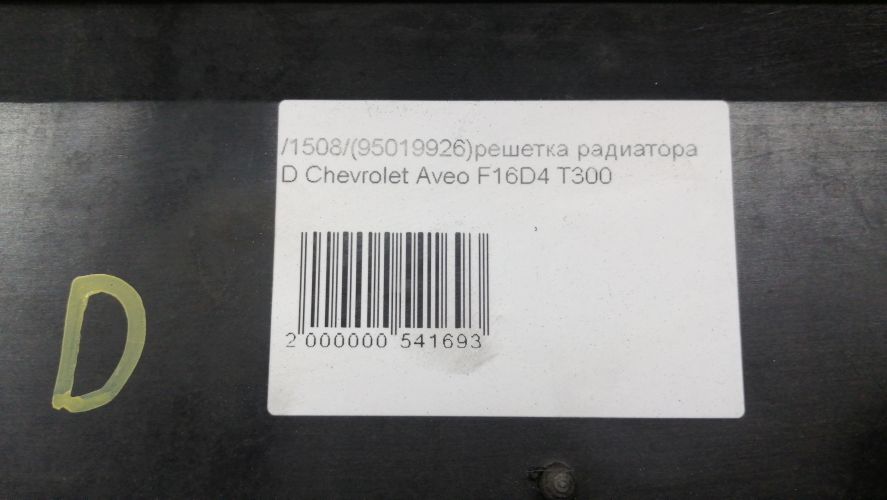 /1508/(95019926)решетка радиатора
D Chevrolet Aveo F16D4 T300
D
2 000000 541693